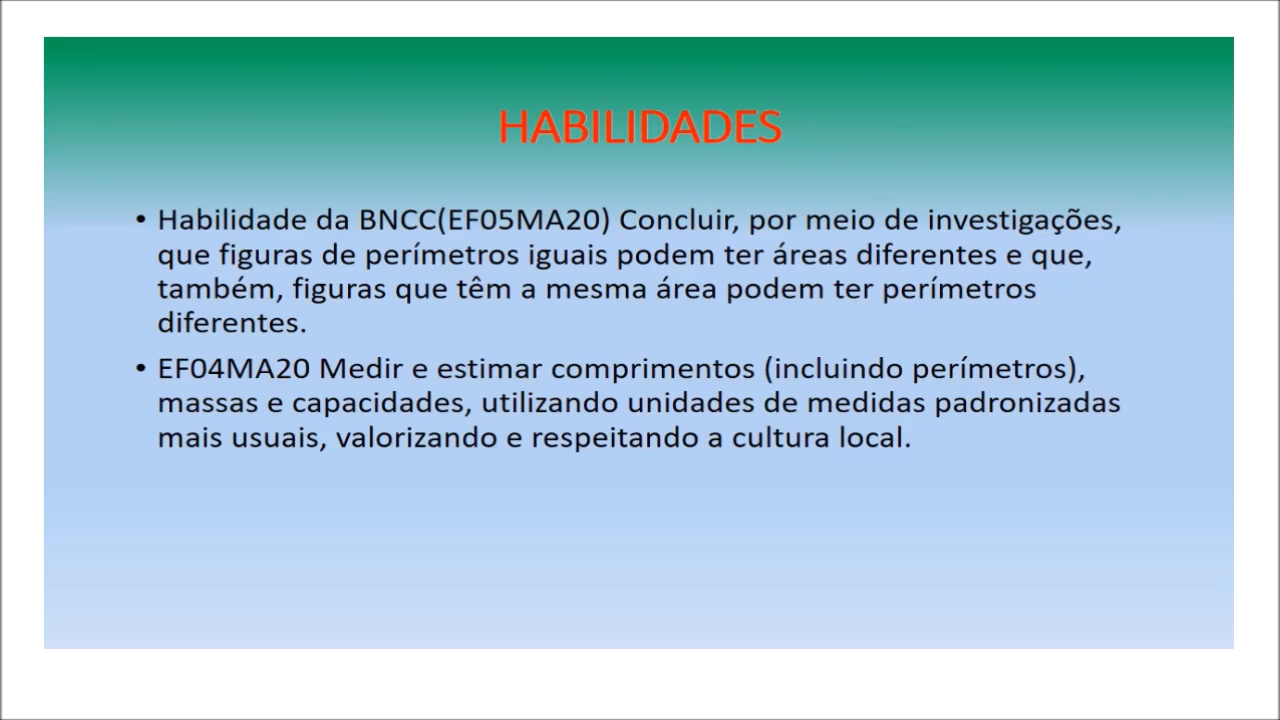 HABILIDADES
• Habilidade da BNCC(EF05MA20) Concluir, por meio de investigações,
que figuras de perímetros iguais podem ter áreas diferentes e que,
também, figuras que têm a mesma área podem ter perímetros
diferentes.
• EF04MA20 Medir e estimar comprimentos (incluindo perímetros),
massas e capacidades, utilizando unidades de medidas padronizadas
mais usuais, valorizando e respeitando a cultura local.